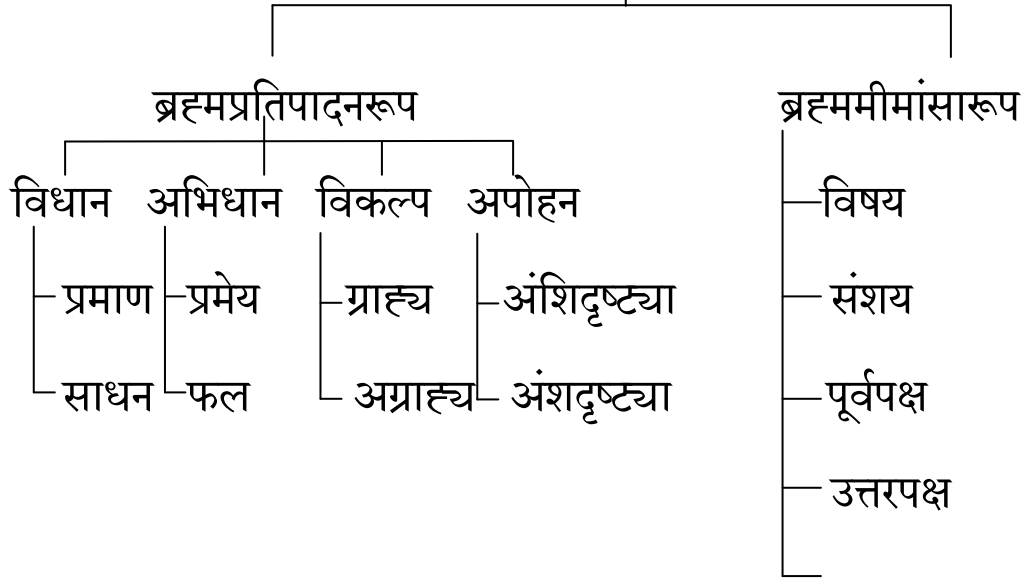 ब्रह्मप्रतिपादनरूप ब्रह्ममीमांसारूप
विधान अभिधान विकल्प अपोहन विषय
प्रमाण प्रमेय ग्राह्य अंशिदृष्ट्या संशय
साधन फल अग्राह्य अंशदृष्ट्या पूर्वपक्ष
उत्तरपक्ष